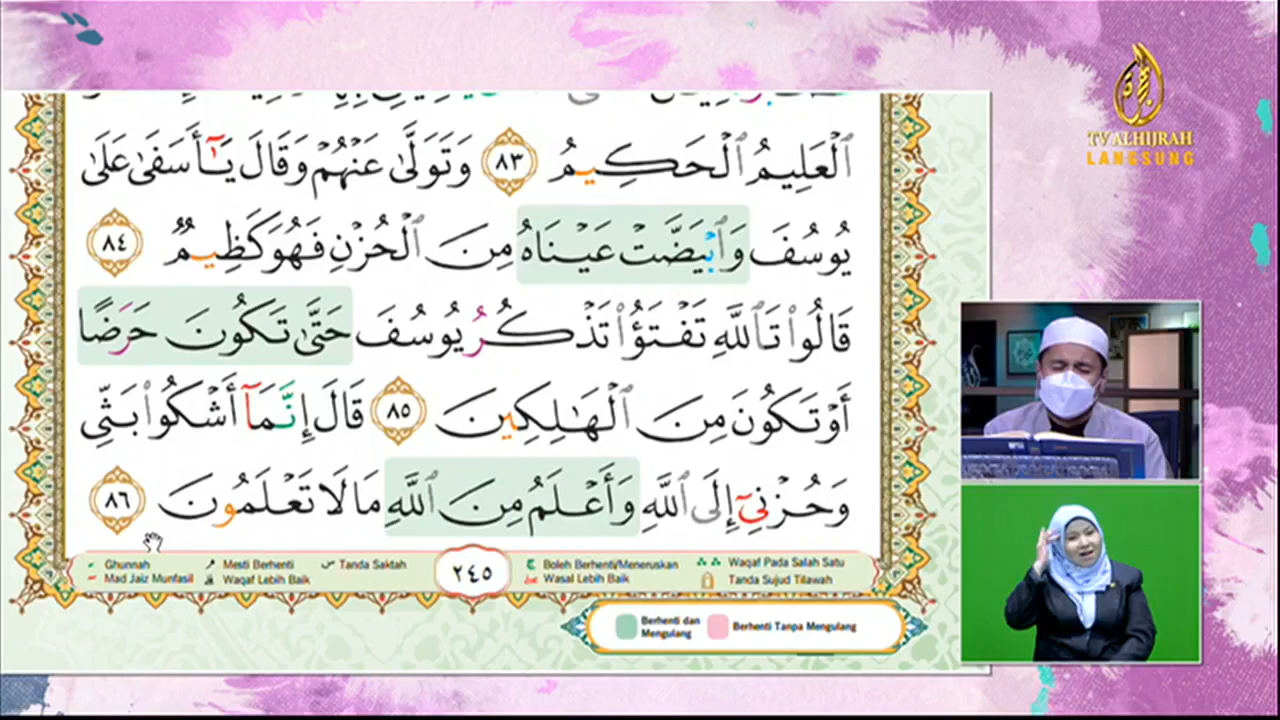 ٱلْعَلِيمُ ٱلْحَكِيمُ ٨٣ وَتَوَلَّىٰ عَنْهُمْ وَقَالَ يَـٰٓأَسَفَىٰ عَلَىٰ
يُوسُفَ وَٱبْيَضَّتْ عَيْنَاهُ مِنَ ٱلْحُزْنِ فَهُوَ كَظِيمٌ ٨٤
قَالُوا۟ تَٱللَّهِ تَفْتَؤُا۟ تَذْكُرُ يُوسُفَ حَتَّىٰ تَكُونَ حَرَضًا
أَوْ تَكُونَ مِنَ ٱلْهَـٰلِكِينَ ٨٥ قَالَ إِنَّمَآ أَشْكُوا۟ بَثِّى
وَحُزْنِىٓ إِلَى ٱللَّهِ وَأَعْلَمُ مِنَ ٱللَّهِ مَا لَا تَعْلَمُونَ ٨٦
Ghunnah Mesti Berhenti Tanda Saktah Boleh Berhenti/Meneruskan Waqaf Pada Salah Satu
Mad Jaiz Munfasil Waqaf Lebih Baik Wasal Lebih Baik Tanda Sujud Tilawah
٢٤٥
Berhenti dan Mengulang
Berhenti Tanpa Mengulang
TV ALHIJRAH
LANGSUNG